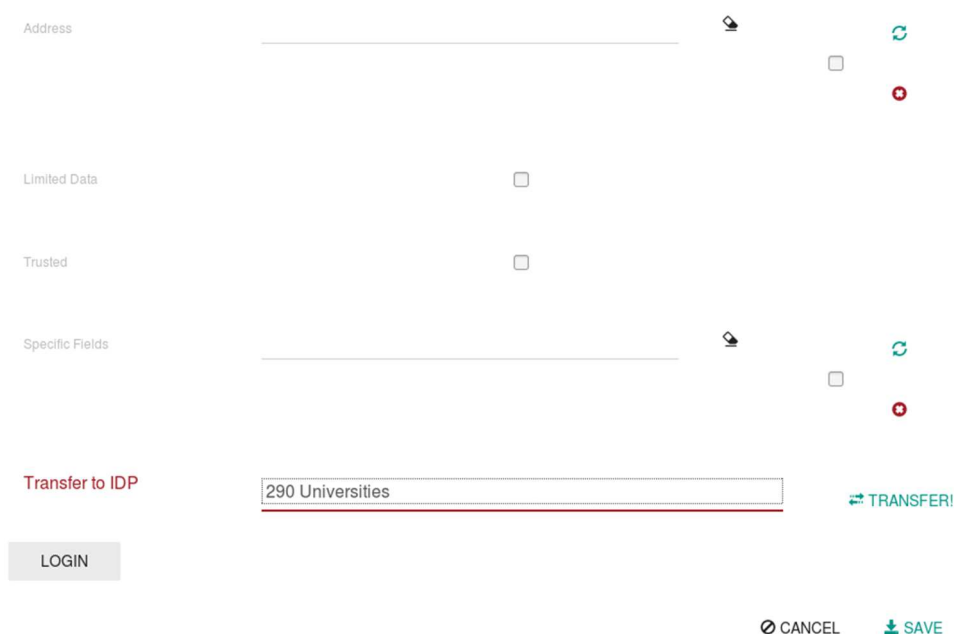 Address
Limited Data
Trusted
Specific Fields
Transfer to IDP
290 Universities
TRANSFER!
LOGIN
CANCEL
SAVE